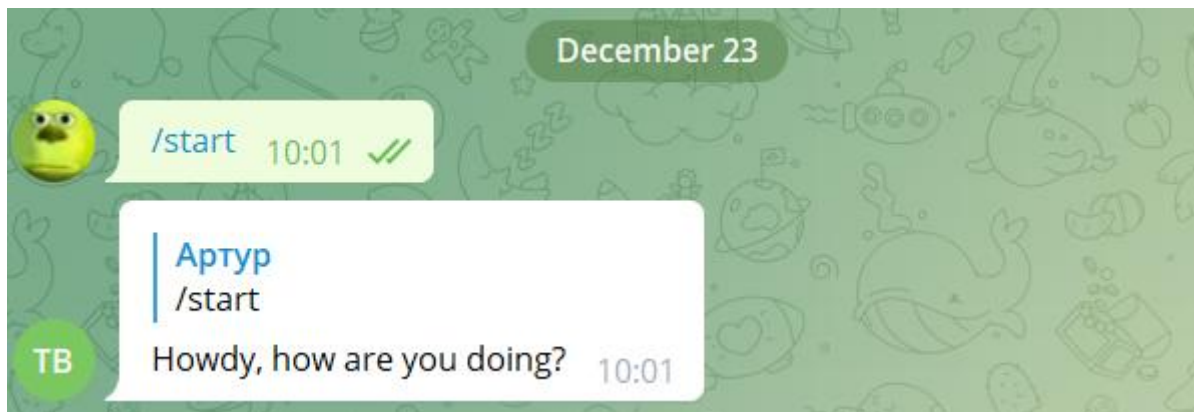 December 23
/start 10:01
Артур
/start
Howdy, how are you doing? 10:01
TB